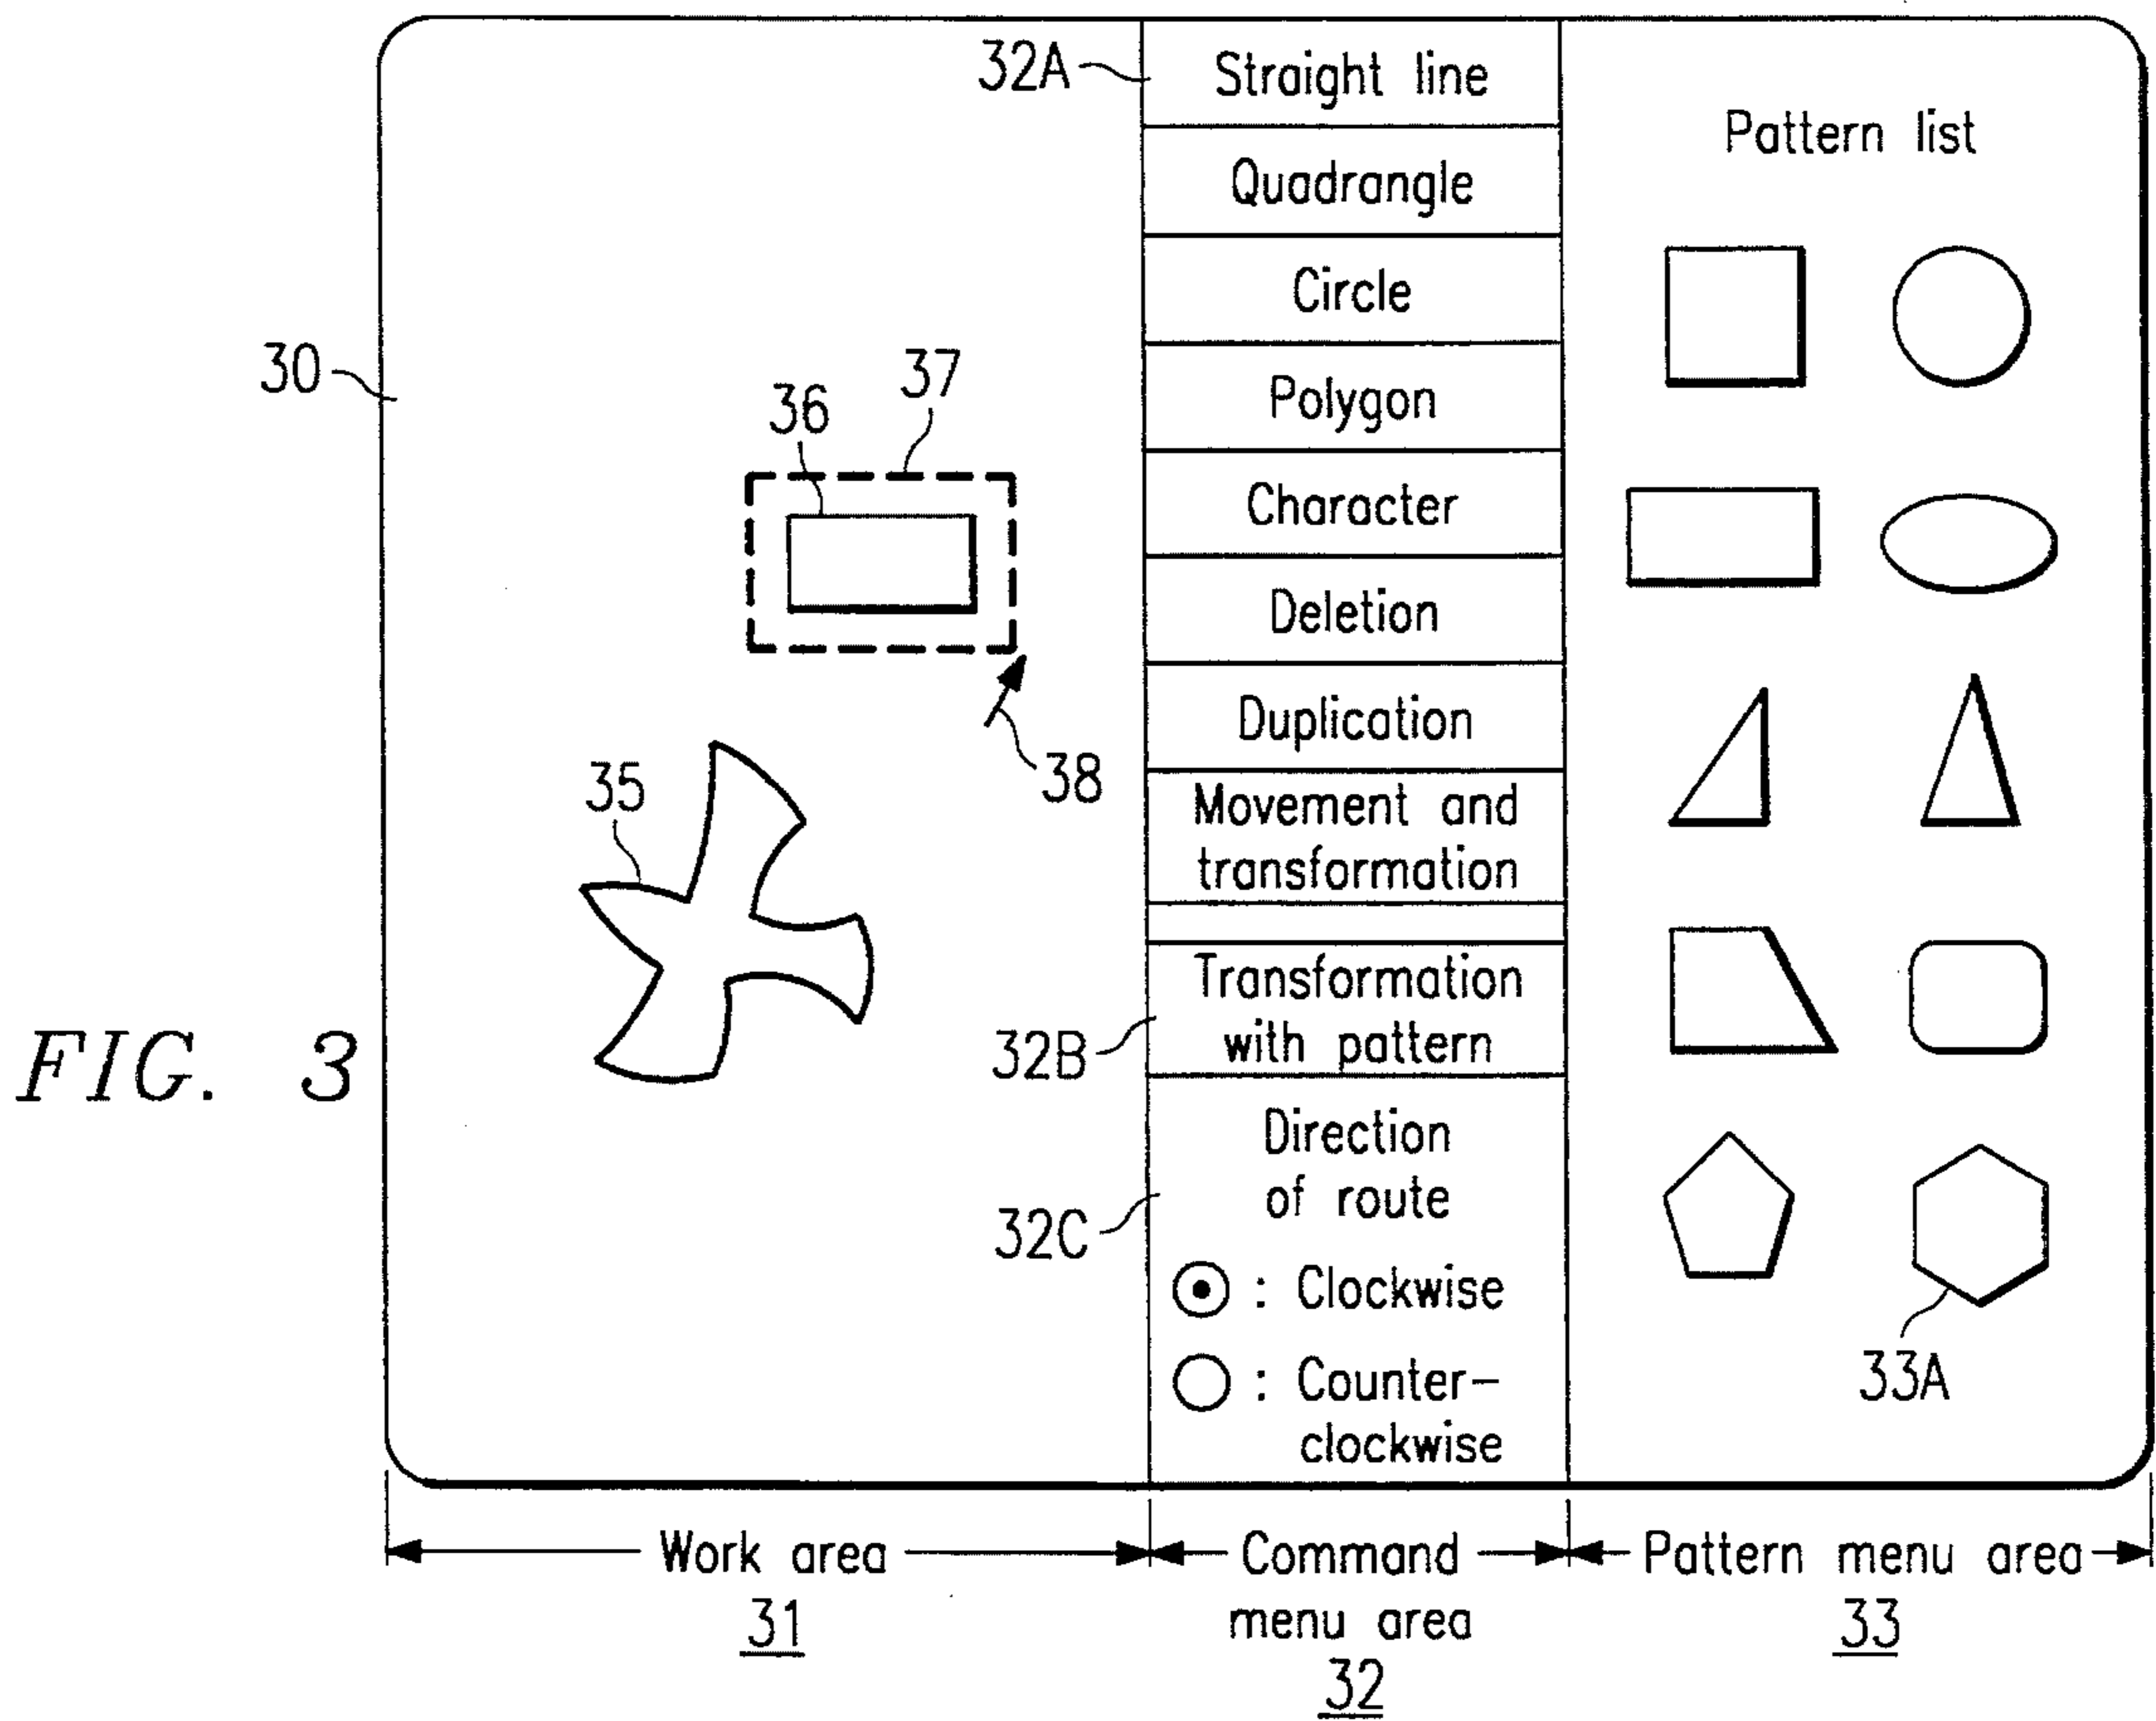 32A
Straight line
Pattern list
Quadrangle
Circle
30
37
36
Polygon
Character
Deletion
Duplication
38
35
Movement and
transformation
Transformation
with pattern
32B
FIG. 3
Direction
of route
32C
: Clockwise
: Counter-
clockwise
33A
Work area
31
Command
menu area
32
Pattern menu area
33